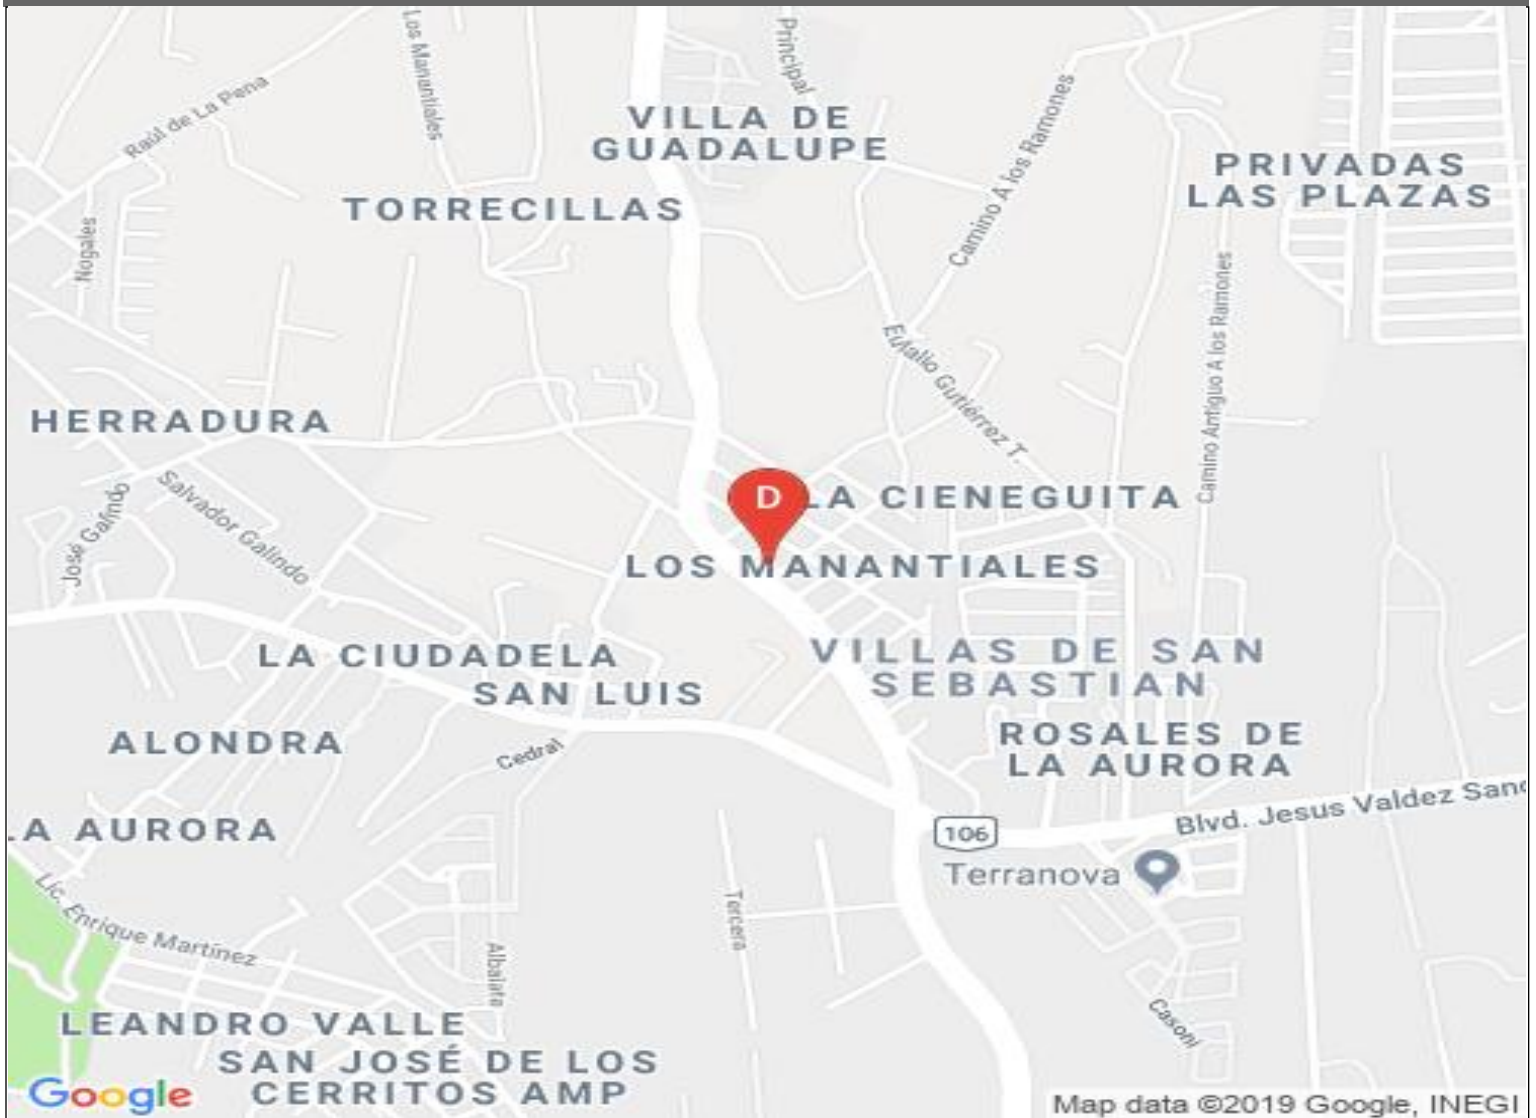 Los Manantiales
Principal
Raúl de La Pena
VILLA DE
GUADALUPE
Camino A los Ramones
PRIVADAS
LAS PLAZAS
TORRECILLAS
Nogales
Camino Antiguo A los Ramones
Eulalio Gutiérrez T.
HERRADURA
José Galindo
Salvador Galindo
D
LA CIENEGUITA
LOS MANANTIALES
LA CIUDADELA
VILLAS DE SAN
SEBASTIAN
SAN LUIS
ALONDRA
Cedral
ROSALES DE
LA AURORA
LA AURORA
106
Blvd. Jesus Valdez Sanc
Terranova
Lic. Enrique Martínez
Tercera
Albalate
Casoni
LEANDRO VALLE
SAN JOSÉ DE LOS
CERRITOS AMP
Google
Map data ©2019 Google, INEGI